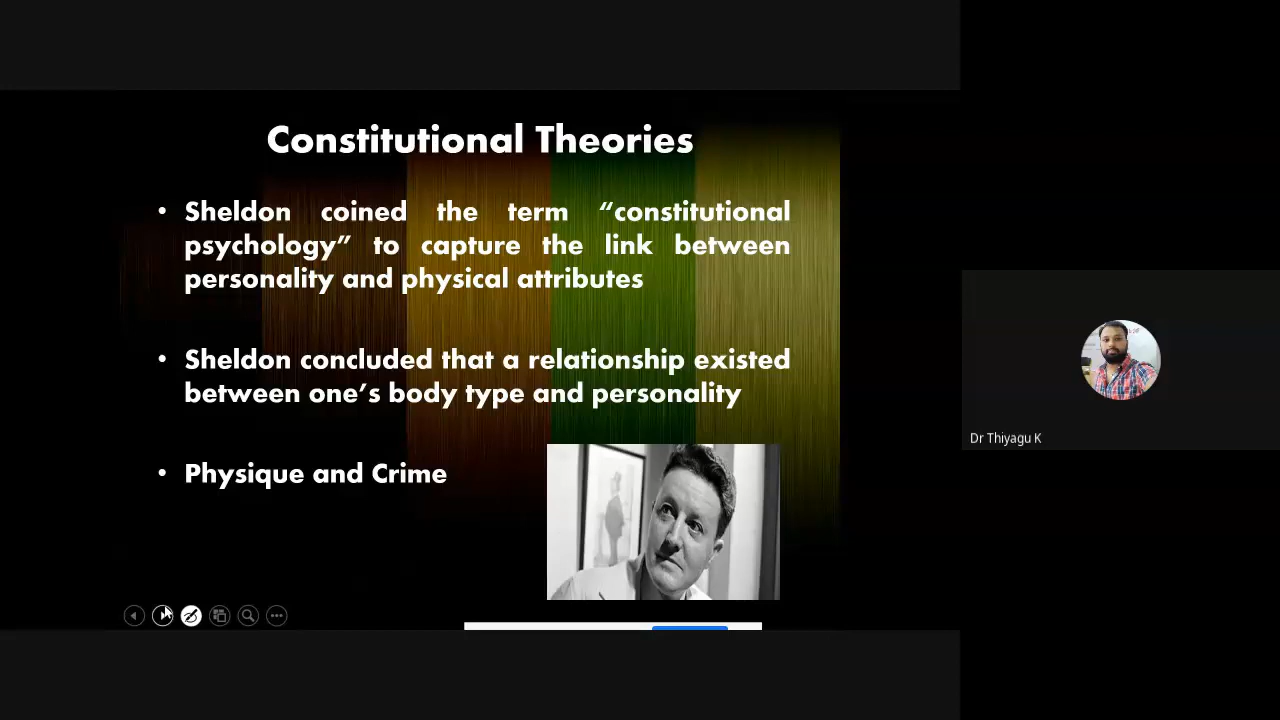 Constitutional Theories
• Sheldon coined the term “constitutional
psychology” to capture the link between
personality and physical attributes
• Sheldon concluded that a relationship existed
between one’s body type and personality
• Physique and Crime
Dr Thiyagu K